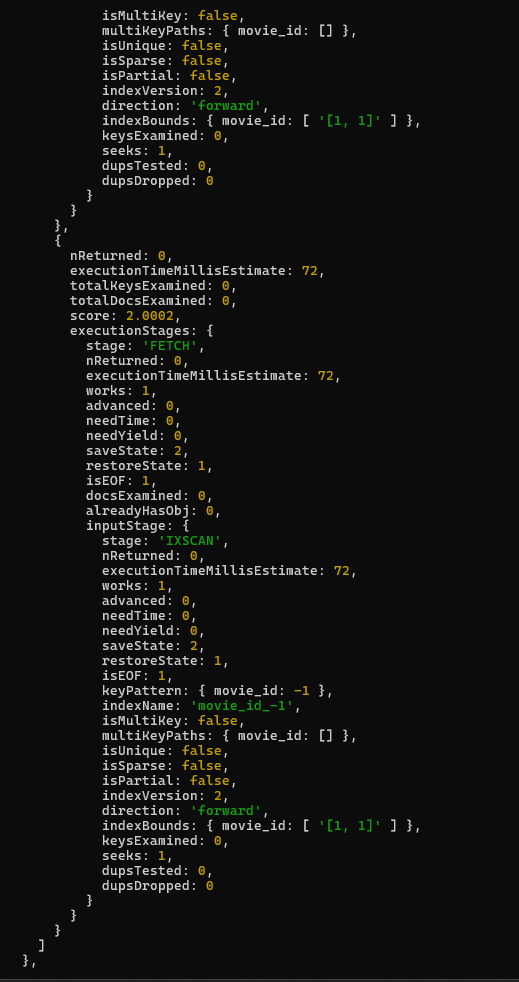 isMultiKey: false,
multiKeyPaths: { movie_id: [] },
isUnique: false,
isSparse: false,
isPartial: false,
indexVersion: 2,
direction: 'forward',
indexBounds: { movie_id: [ '[1, 1]' ] },
keysExamined: 0,
seeks: 1,
dupsTested: 0,
dupsDropped: 0
}
}
},
{
nReturned: 0,
executionTimeMillisEstimate: 72,
totalKeysExamined: 0,
totalDocsExamined: 0,
score: 2.0002,
executionStages: {
stage: 'FETCH',
nReturned: 0,
executionTimeMillisEstimate: 72,
works: 1,
advanced: 0,
needTime: 0,
needYield: 0,
saveState: 2,
restoreState: 1,
isEOF: 1,
docsExamined: 0,
alreadyHasObj: 0,
inputStage: {
stage: 'IXSCAN',
nReturned: 0,
executionTimeMillisEstimate: 72,
works: 1,
advanced: 0,
needTime: 0,
needYield: 0,
saveState: 2,
restoreState: 1,
isEOF: 1,
keyPattern: { movie_id: -1 },
indexName: 'movie_id_-1',
isMultiKey: false,
multiKeyPaths: { movie_id: [] },
isUnique: false,
isSparse: false,
isPartial: false,
indexVersion: 2,
direction: 'forward',
indexBounds: { movie_id: [ '[1, 1]' ] },
keysExamined: 0,
seeks: 1,
dupsTested: 0,
dupsDropped: 0
}
}
}
]
},